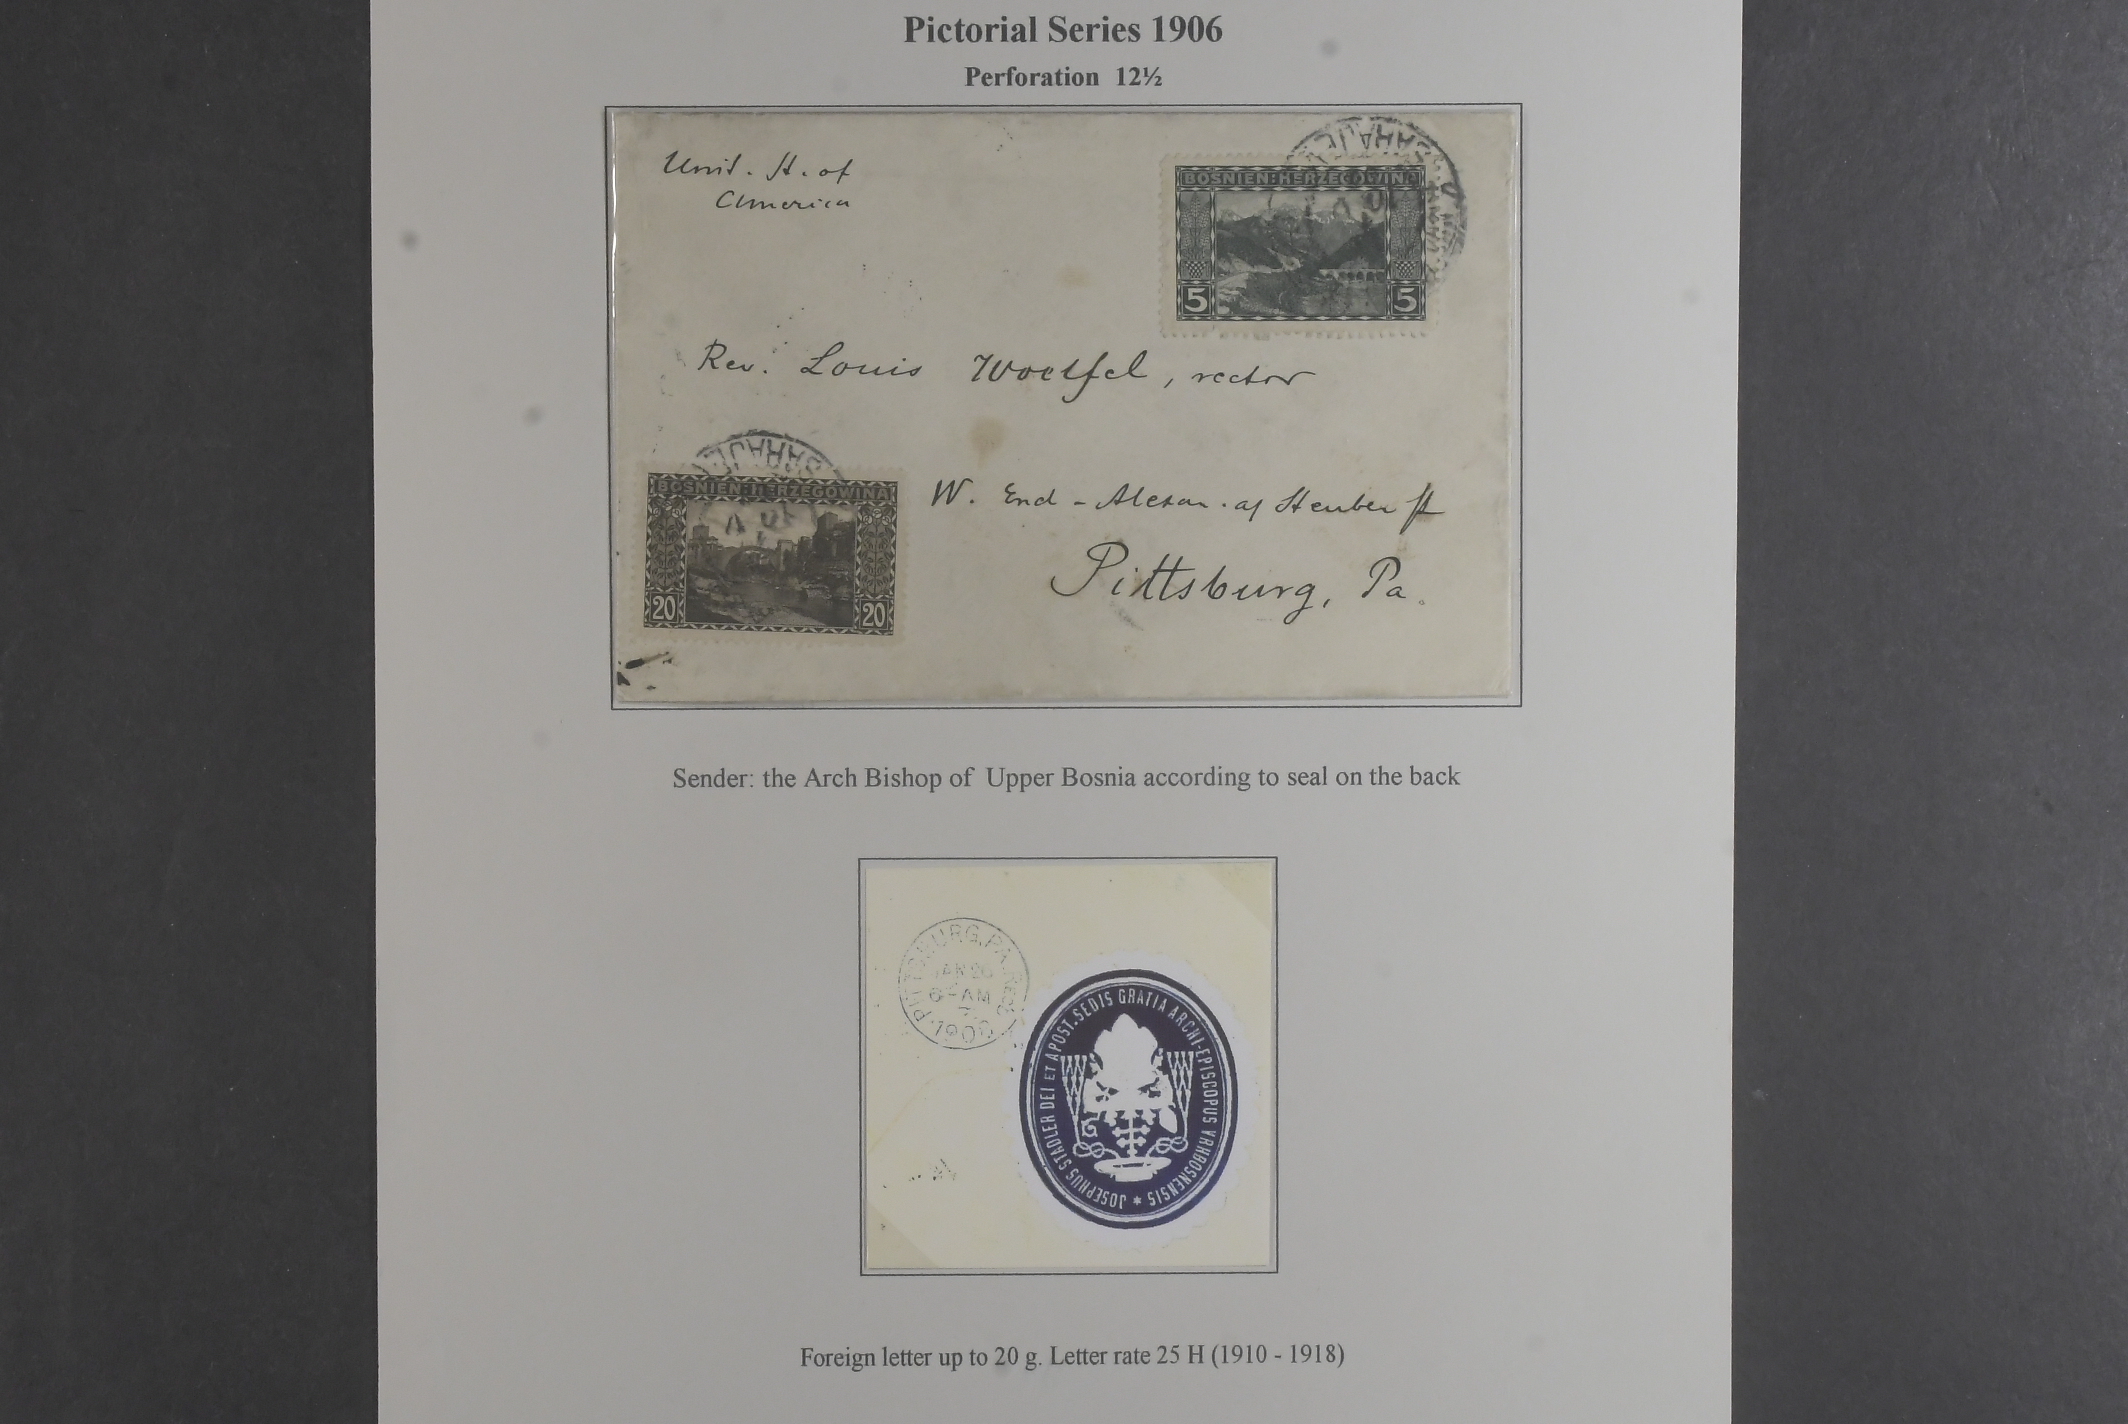 Pictorial Series 1906
Perforation 12½
Unit. St. of
America
BOSNIEN:HERZEGOWINA
5 5
Rev. Louis Woelfel, rector
BOSNIEN:HERZEGOWINA
20 20
W. End - Alexan. Steuben st
Pittsburg, Pa.
Sender: the Arch Bishop of Upper Bosnia according to seal on the back
PITTSBURG, PA. REC'D
JAN 20
6-AM
JOSEPHUS STADLER DEI ET APOST. SEDIS GRATIA ARCHI-EPISCOPUS VRHBOSNENSIS *
Foreign letter up to 20 g. Letter rate 25 H (1910 - 1918)